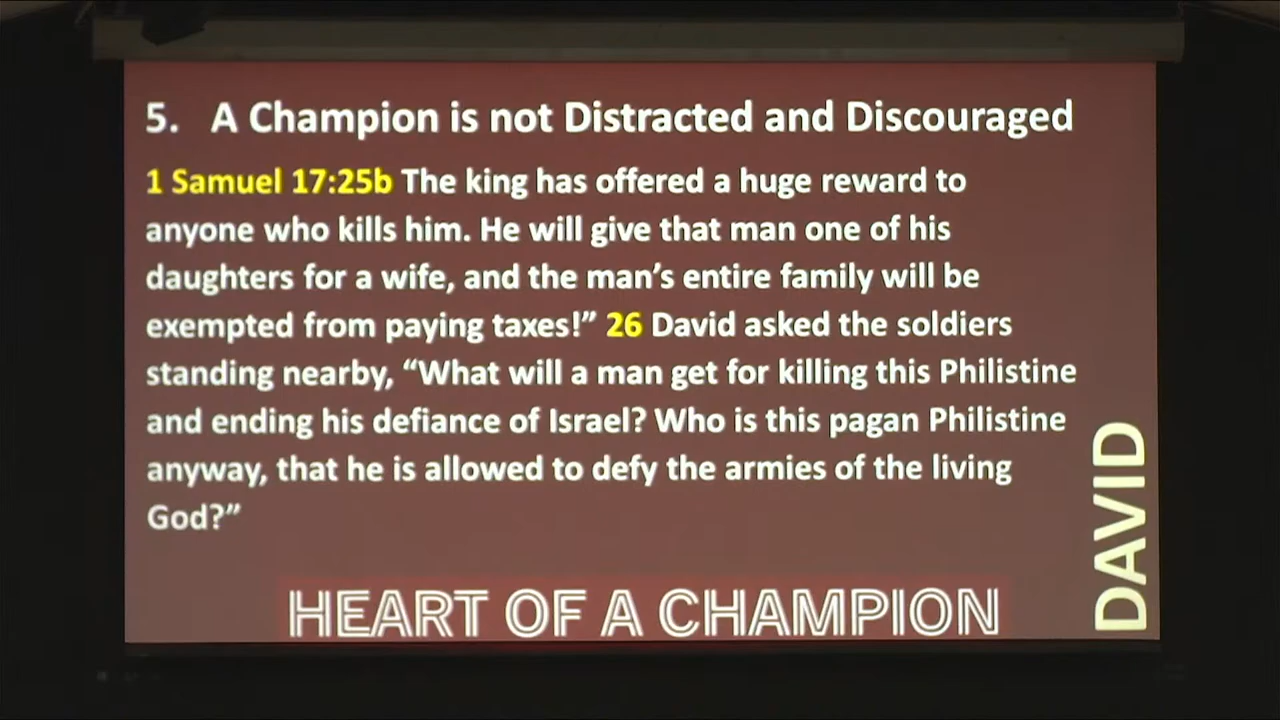 5. A Champion is not Distracted and Discouraged
1 Samuel 17:25b The king has offered a huge reward to
anyone who kills him. He will give that man one of his
daughters for a wife, and the man’s entire family will be
exempted from paying taxes!” 26 David asked the soldiers
standing nearby, “What will a man get for killing this Philistine
and ending his defiance of Israel? Who is this pagan Philistine
anyway, that he is allowed to defy the armies of the living
God?”
DAVID
HEART OF A CHAMPION